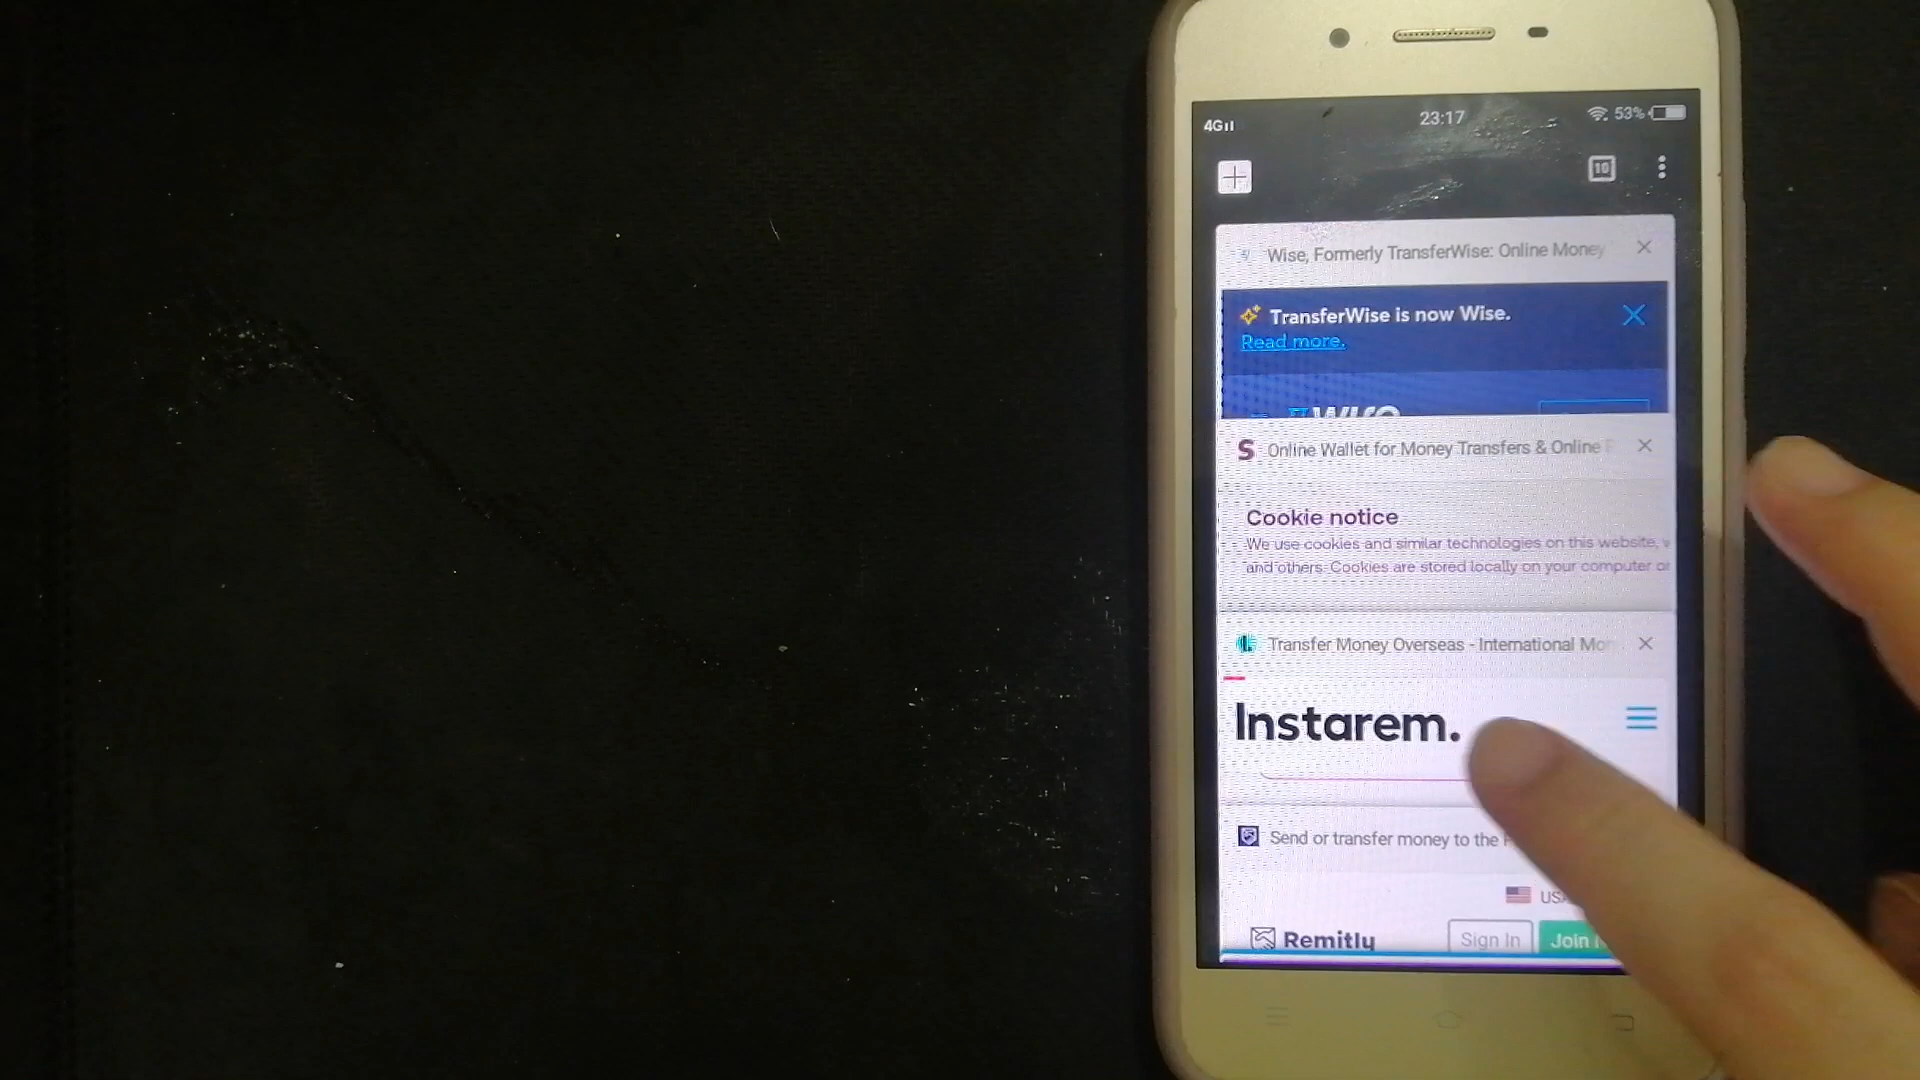 4G
23:17
53%
10
Wise, Formerly TransferWise: Online Money
TransferWise is now Wise.
Read more.
wise
S Online Wallet for Money Transfers & Online
Cookie notice
We use cookies and similar technologies on this website,
and others. Cookies are stored locally on your computer or
Transfer Money Overseas - International Mon
Instarem.
Send or transfer money to the
USA
Remitly
Sign In
Join